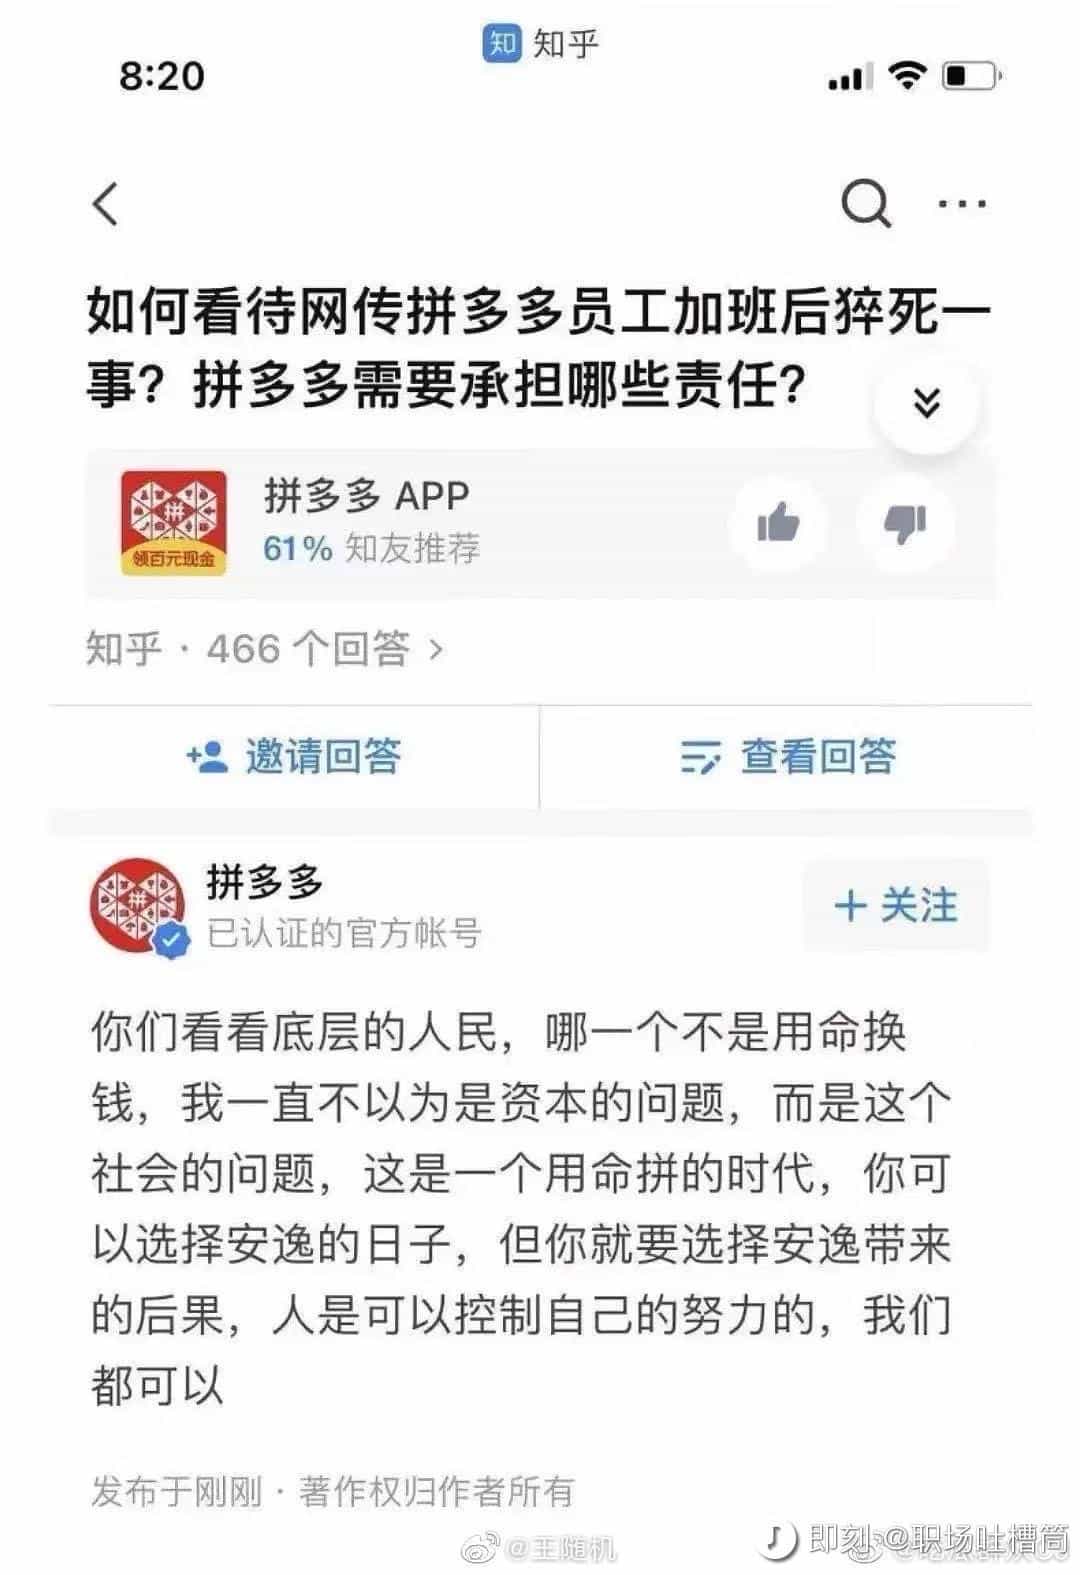 知 知乎
8:20
如何看待网传拼多多员工加班后猝死一
事？拼多多需要承担哪些责任？
拼
领百元现金
拼多多 APP
61% 知友推荐
知乎 · 466 个回答 >
邀请回答
查看回答
拼
拼多多
已认证的官方帐号
+ 关注
你们看看底层的人民，哪一个不是用命换
钱，我一直不以为是资本的问题，而是这个
社会的问题，这是一个用命拼的时代，你可
以选择安逸的日子，但你就要选择安逸带来
的后果，人是可以控制自己的努力的，我们
都可以
发布于刚刚 · 著作权归作者所有
@王随机
即刻 @职场吐槽筒